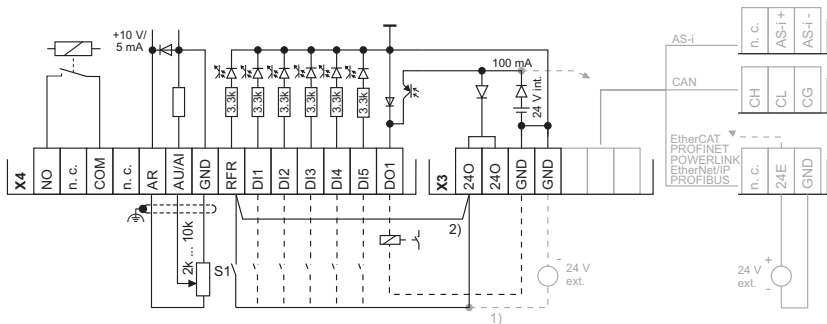 +10 V/
5 mA
3.3k
3.3k
3.3k
3.3k
3.3k
3.3k
100 mA
24 V int.
AS-i
CAN
EtherCAT
PROFINET
POWERLINK
EtherNet/IP
PROFIBUS
n. c.
AS-i +
AS-i -
CH
CL
CG
n. c.
24E
GND
X4
NO
n. c.
COM
n. c.
AR
AU/AI
GND
RFR
DI1
DI2
DI3
DI4
DI5
DO1
X3
24O
24O
GND
GND
2k ... 10k
S1
2)
1)
-
24 V
ext.
24 V
ext.
+
-